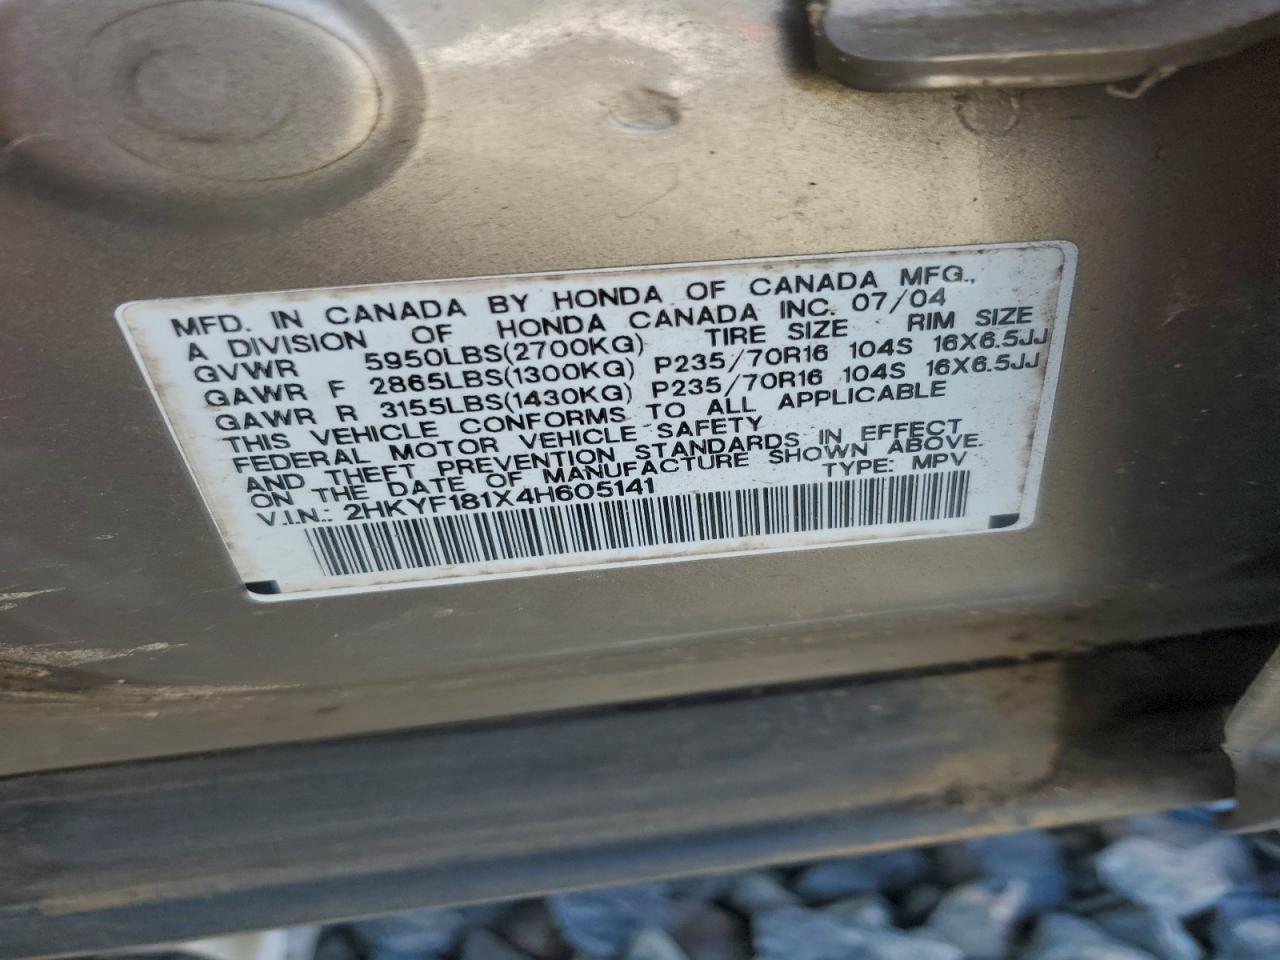 MFD. IN CANADA BY HONDA OF CANADA MFG.,
A DIVISION OF HONDA CANADA INC. 07/04
GVWR 5950LBS(2700KG) TIRE SIZE RIM SIZE
GAWR F 2865LBS(1300KG) P235/70R16 104S 16X6.5JJ
GAWR R 3155LBS(1430KG) P235/70R16 104S 16X6.5JJ
THIS VEHICLE CONFORMS TO ALL APPLICABLE
FEDERAL MOTOR VEHICLE SAFETY
AND THEFT PREVENTION STANDARDS IN EFFECT
ON THE DATE OF MANUFACTURE SHOWN ABOVE.
V.I.N.: 2HKYF181X4H605141 TYPE: MPV